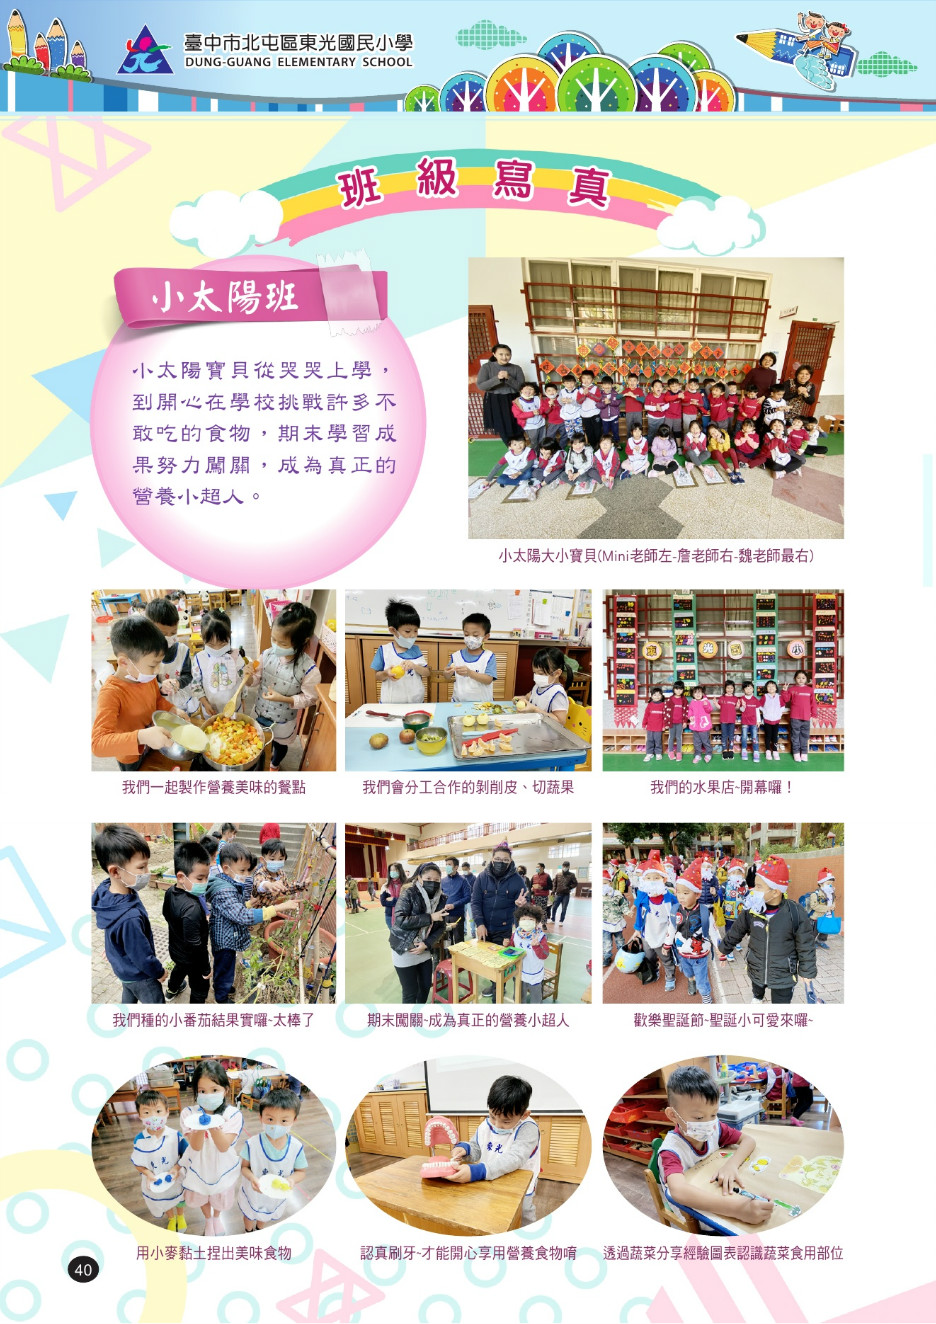 臺中市北屯區東光國民小學
DUNG-GUANG ELEMENTARY SCHOOL
班級寫真
小太陽班
小太陽寶貝從哭哭上學，
到開心在學校挑戰許多不
敢吃的食物，期末學習成
果努力闖關，成為真正的
營養小超人。
小太陽大小寶貝(Mini老師左-詹老師右-魏老師最右)
東光國小
我們一起製作營養美味的餐點
我們會分工合作的剝削皮、切蔬果
我們的水果店~開幕囉！
我們種的小番茄結果實囉~太棒了
期末闖關~成為真正的營養小超人
歡樂聖誕節~聖誕小可愛來囉~
東光
東光
用小麥黏土捏出美味食物
認真刷牙~才能開心享用營養食物唷
透過蔬菜分享經驗圖表認識蔬菜食用部位
40